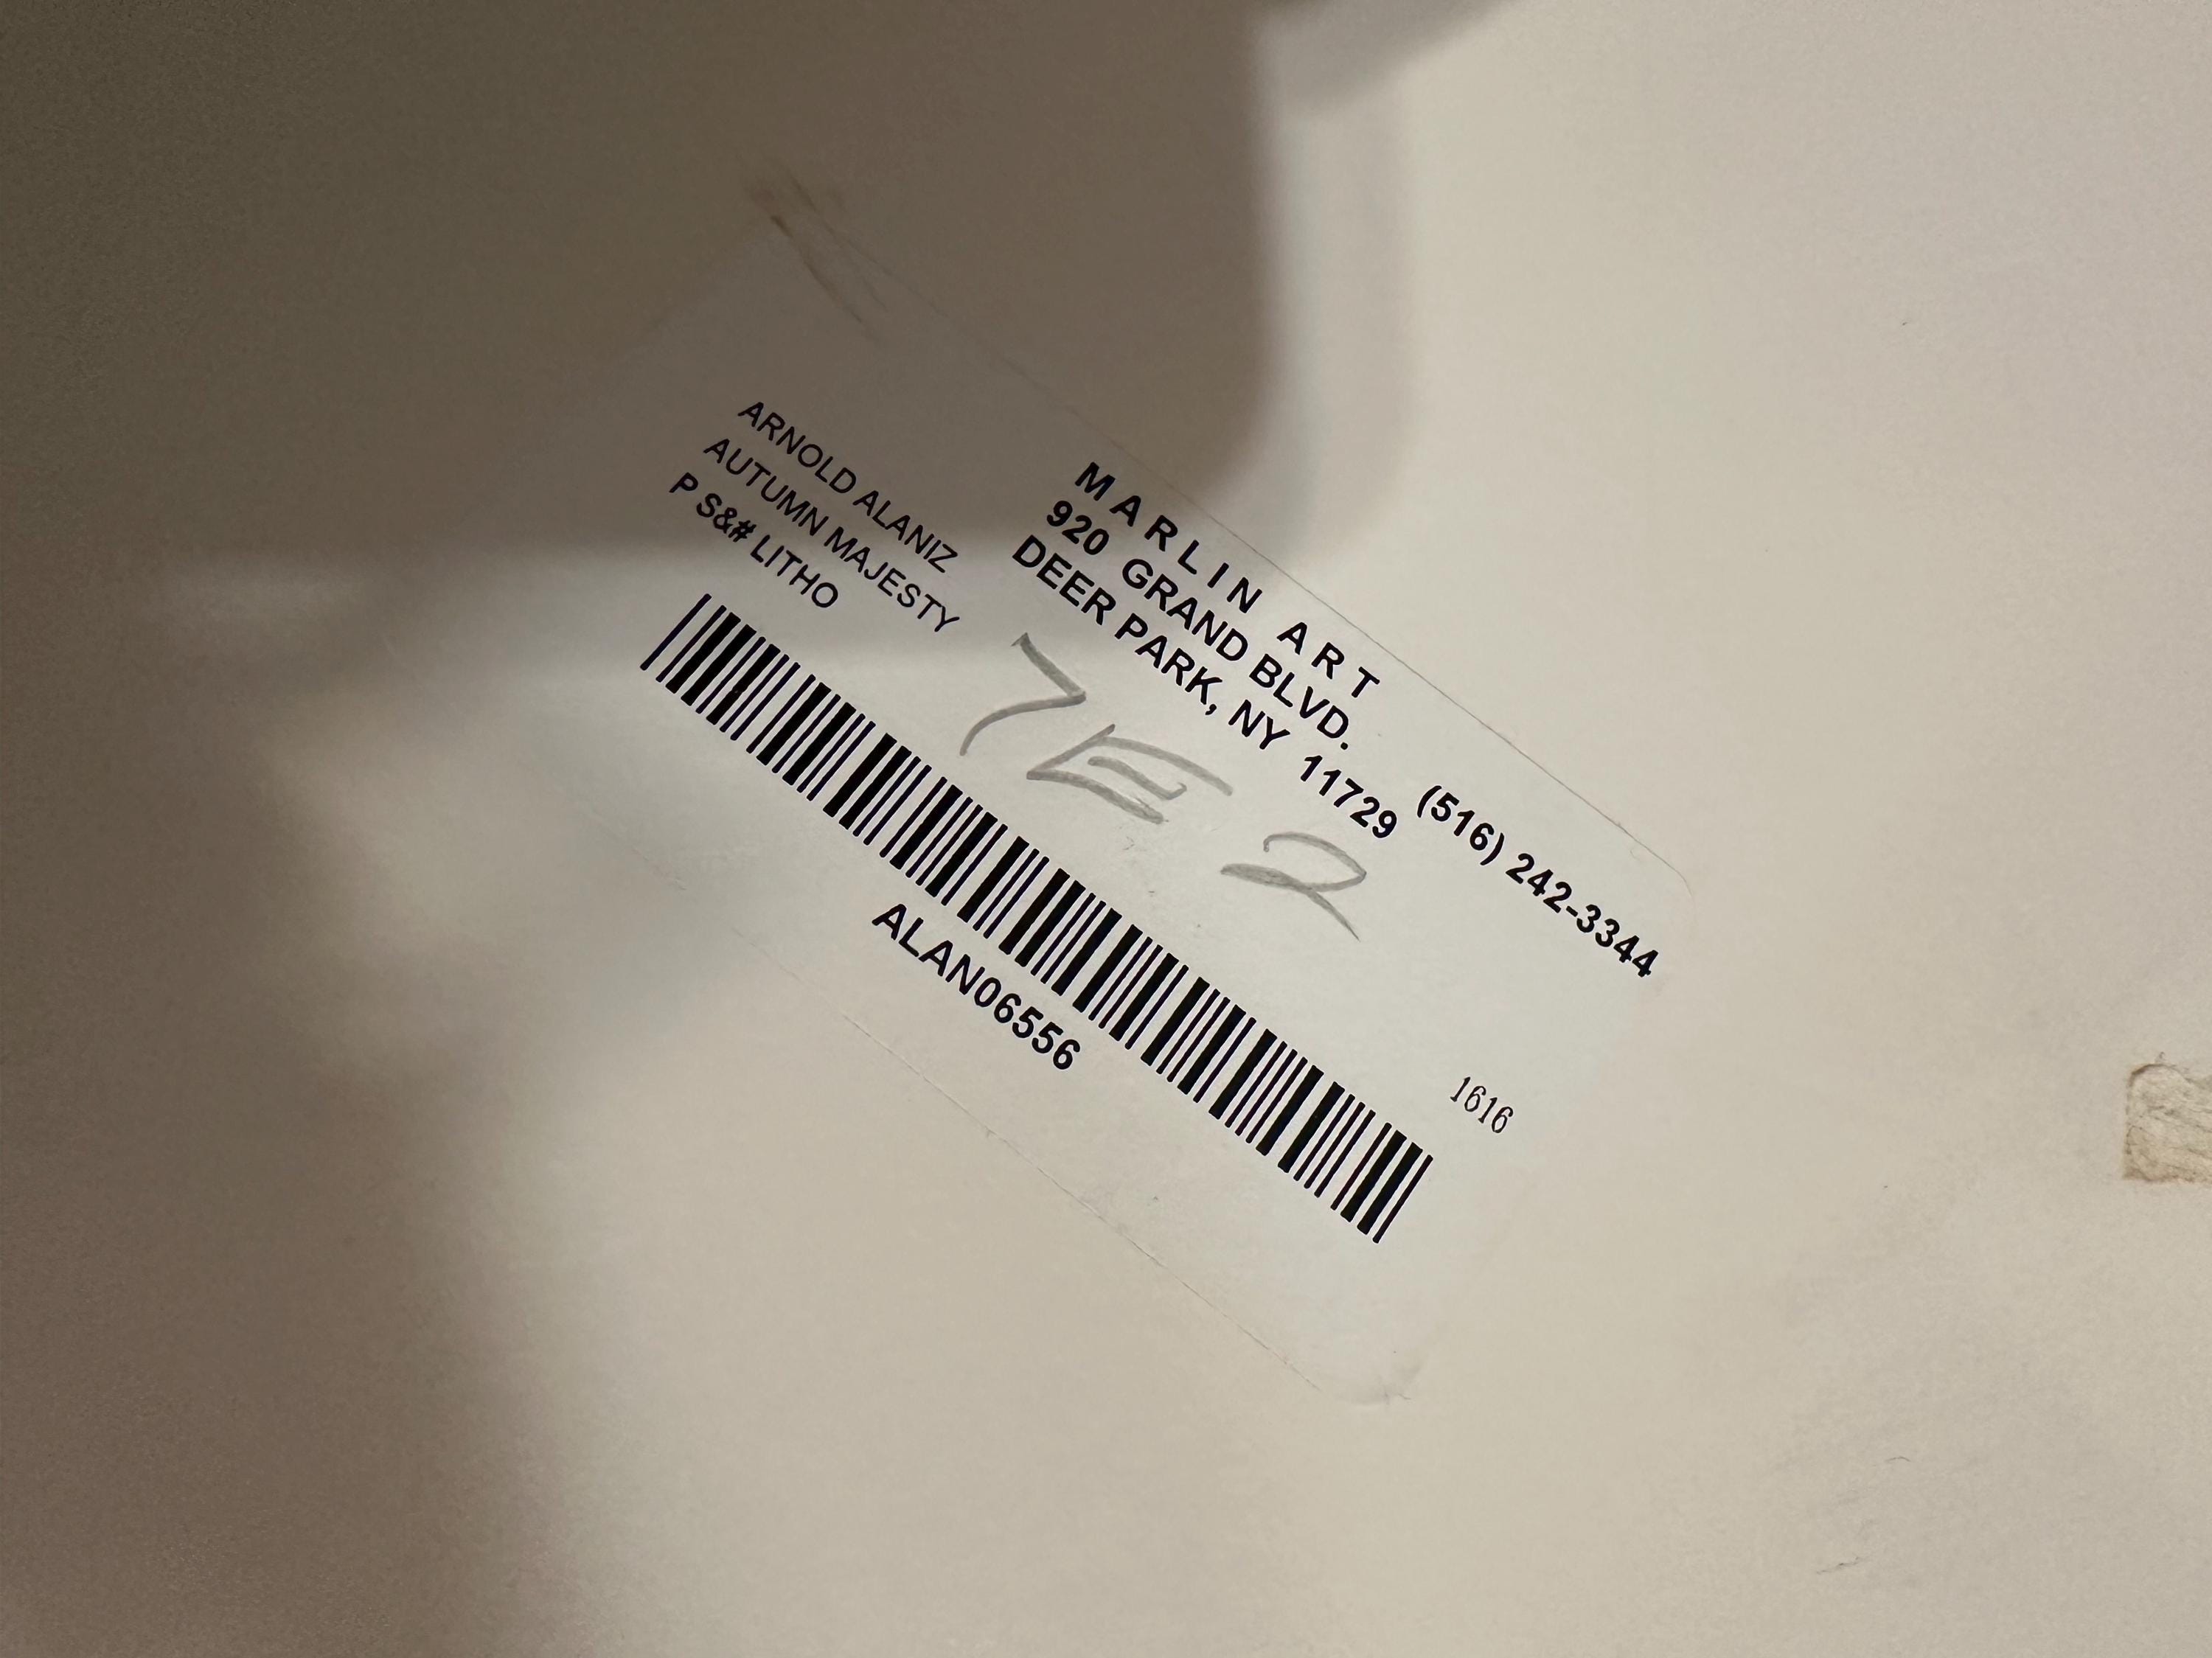 MARLIN ART
920 GRAND BLVD.
DEER PARK, NY 11729 (516) 242-3344
ARNOLD ALANIZ
AUTUMN MAJESTY
P S&# LITHO
7E2
1616
ALAN06556